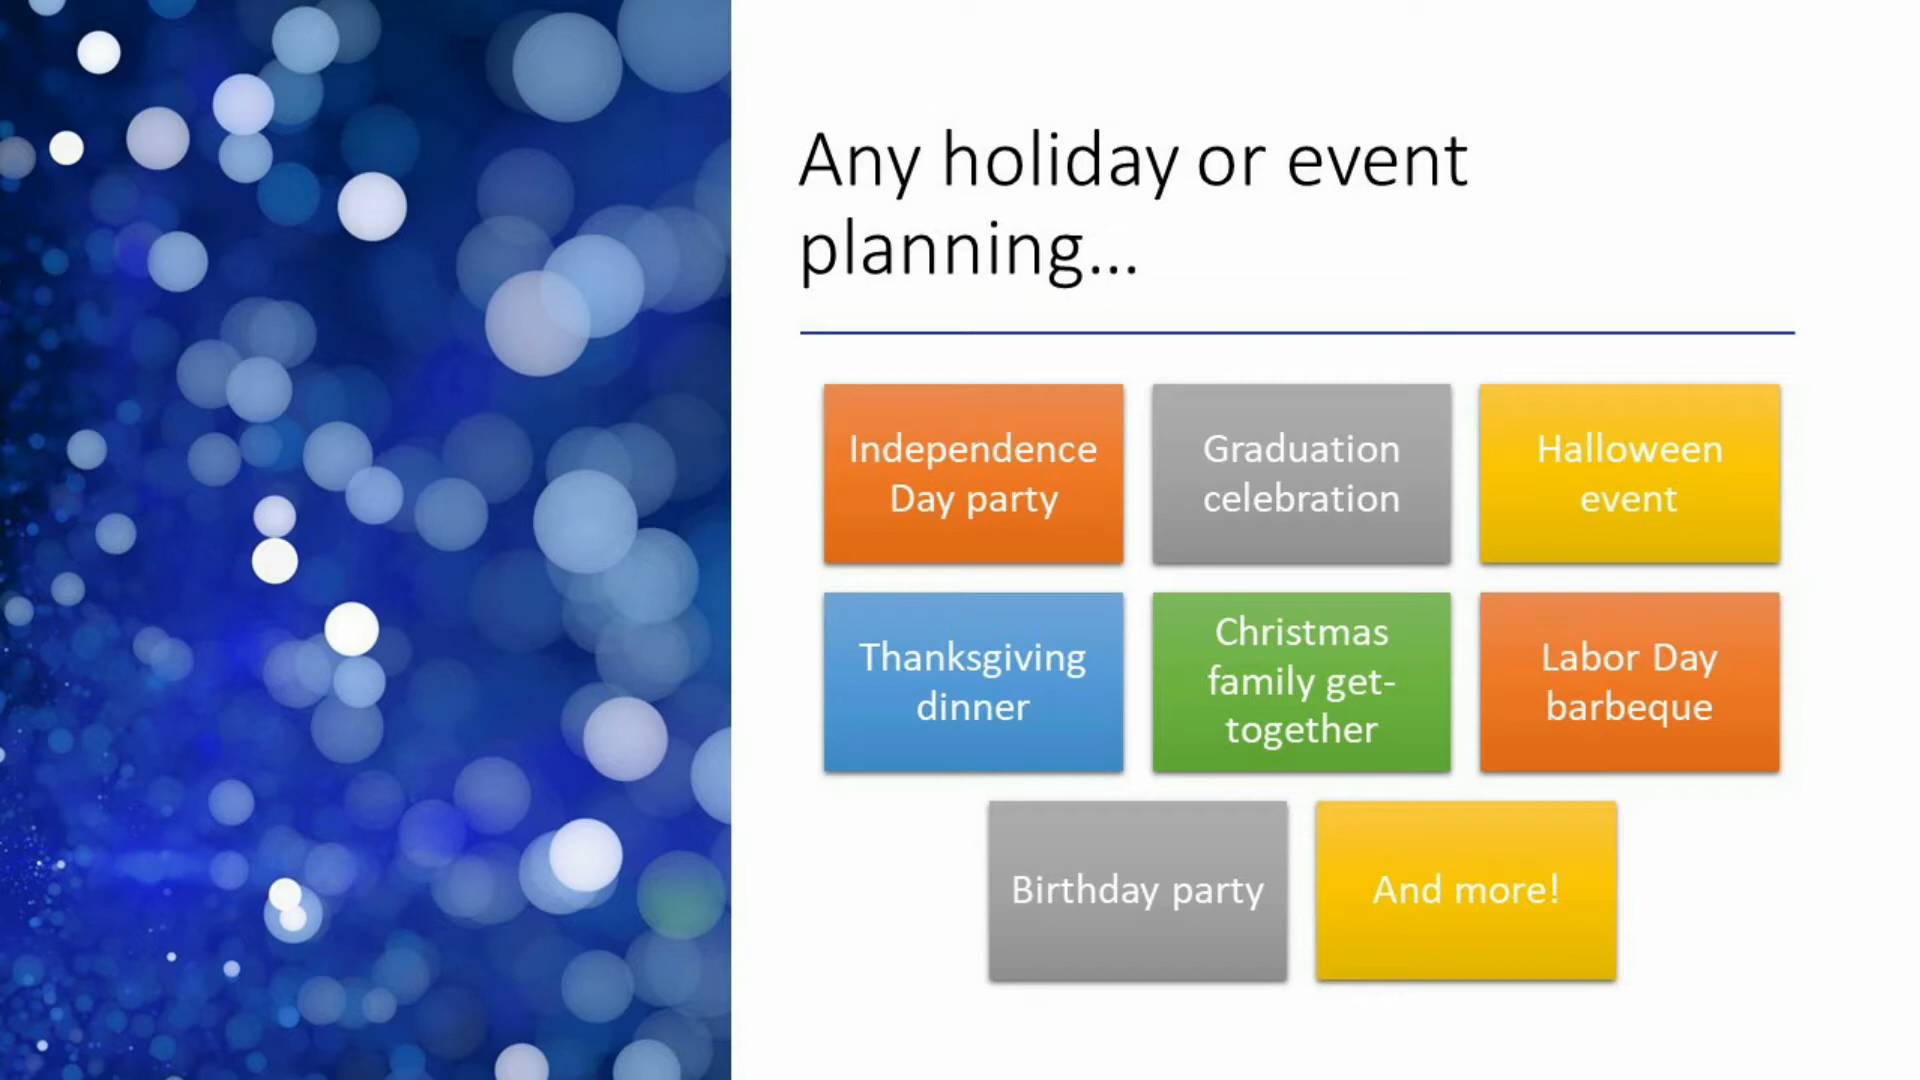 Any holiday or event
planning...
Independence
Day party
Graduation
celebration
Halloween
event
Thanksgiving
dinner
Christmas
family get-
together
Labor Day
barbeque
Birthday party
And more!